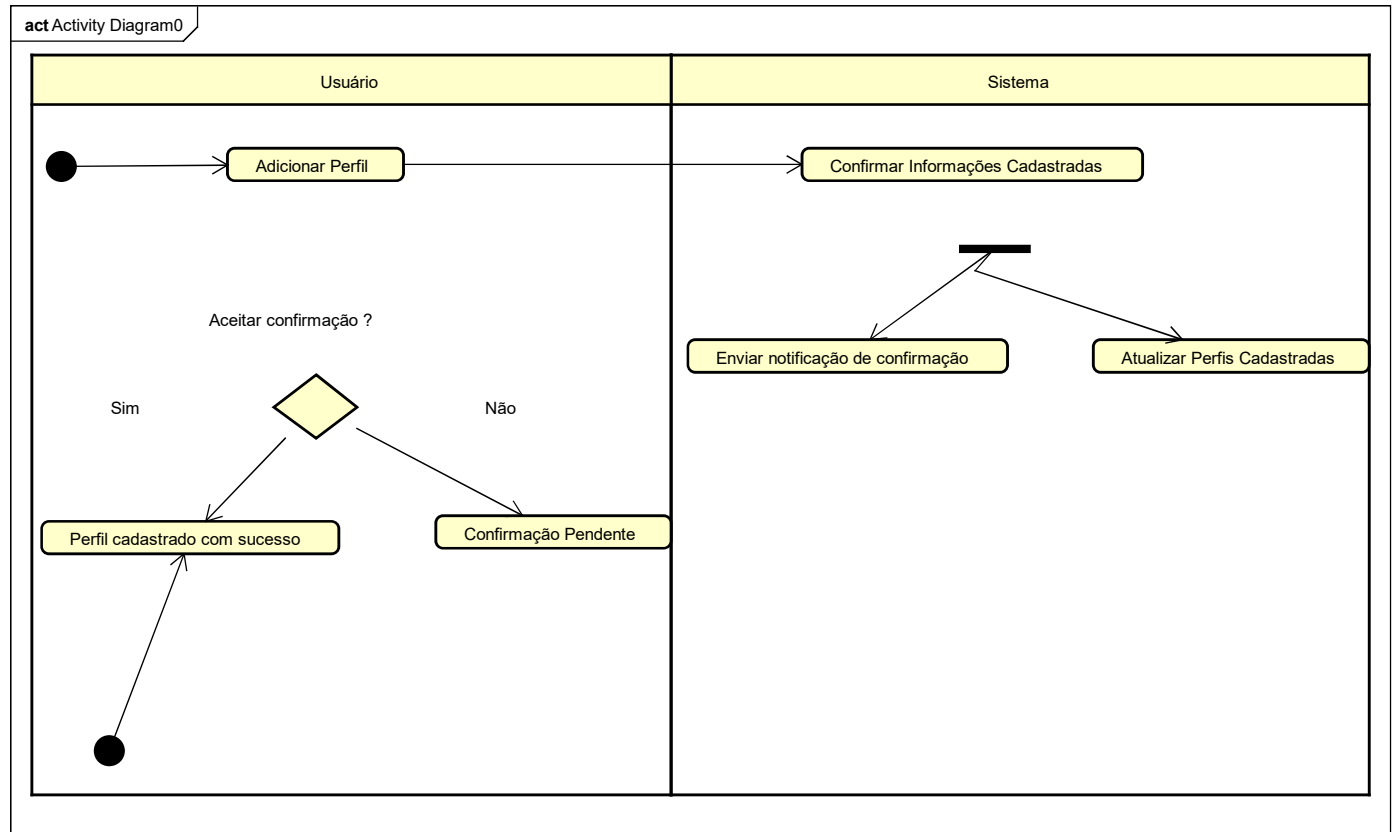 act Activity Diagram0
Usuário
Sistema
Adicionar Perfil
Confirmar Informações Cadastradas
Aceitar confirmação ?
Enviar notificação de confirmação
Atualizar Perfis Cadastradas
Sim
Não
Perfil cadastrado com sucesso
Confirmação Pendente